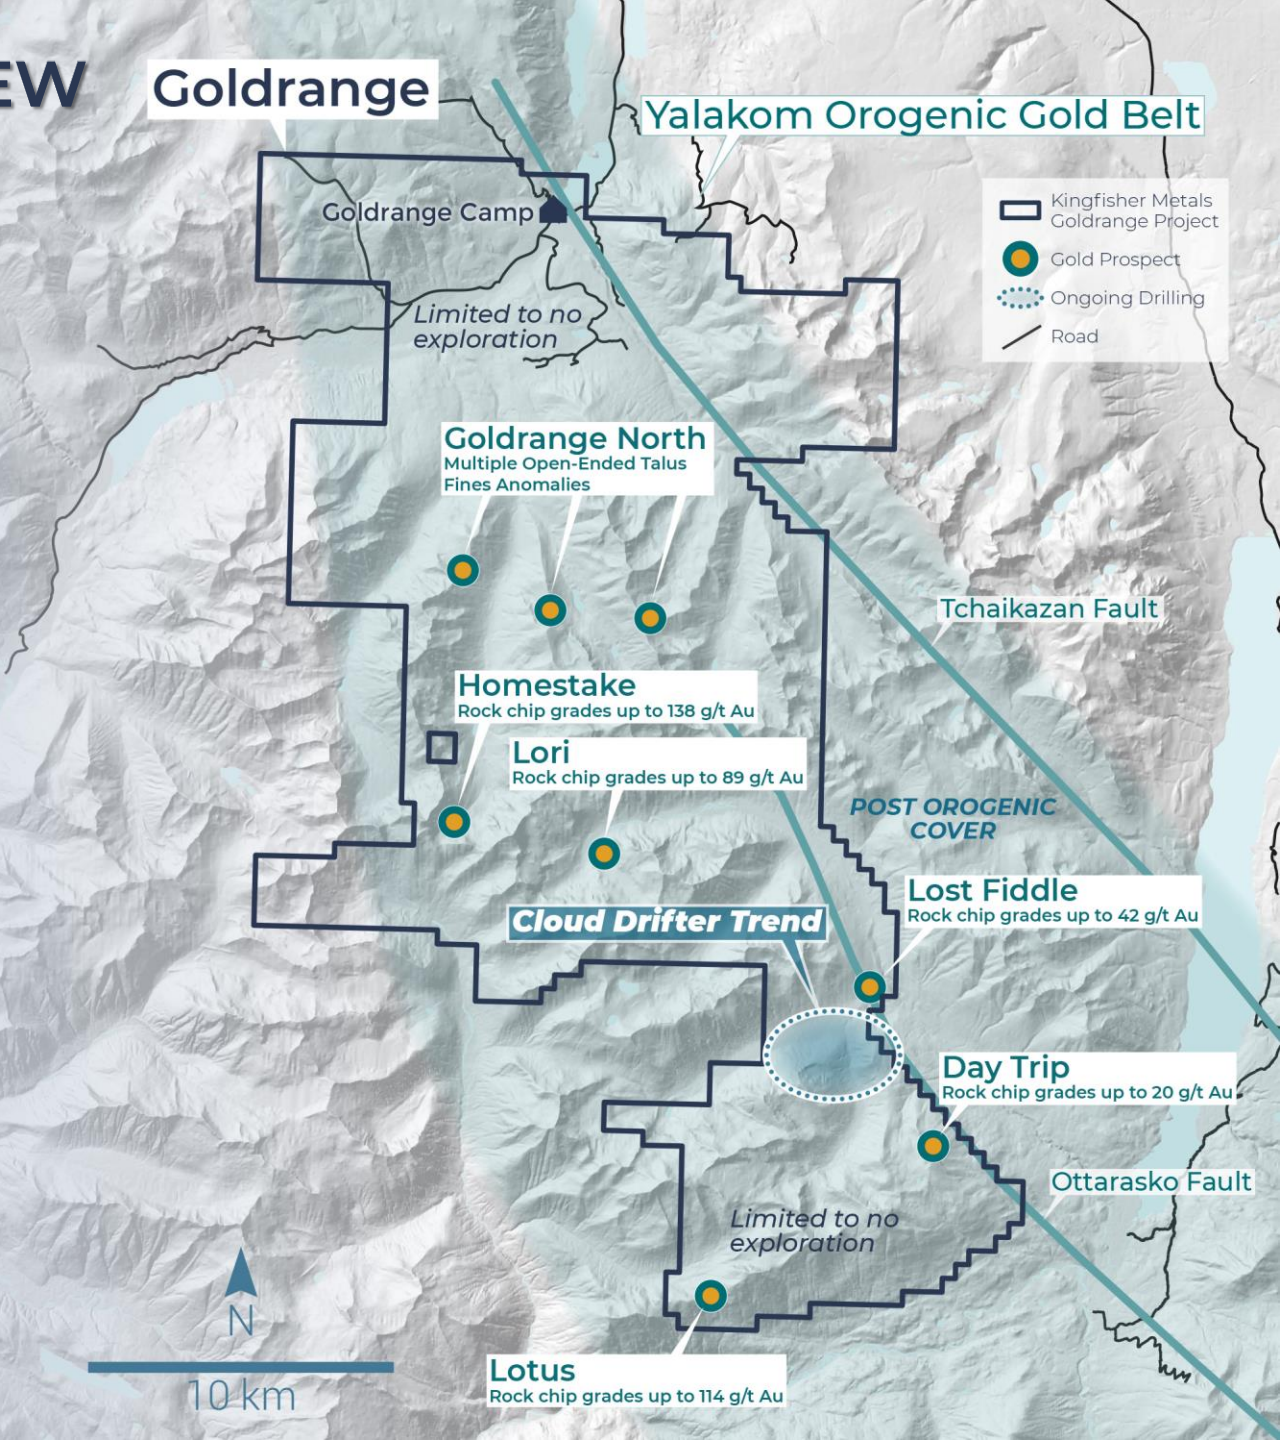 EW
Goldrange
Yalakom Orogenic Gold Belt
Kingfisher Metals
Goldrange Project
Gold Prospect
Ongoing Drilling
Road
Goldrange Camp
Limited to no
exploration
Goldrange North
Multiple Open-Ended Talus
Fines Anomalies
Tchaikazan Fault
Homestake
Rock chip grades up to 138 g/t Au
Lori
Rock chip grades up to 89 g/t Au
POST OROGENIC
COVER
Lost Fiddle
Rock chip grades up to 42 g/t Au
Cloud Drifter Trend
Day Trip
Rock chip grades up to 20 g/t Au
Ottarasko Fault
Limited to no
exploration
N
10 km
Lotus
Rock chip grades up to 114 g/t Au